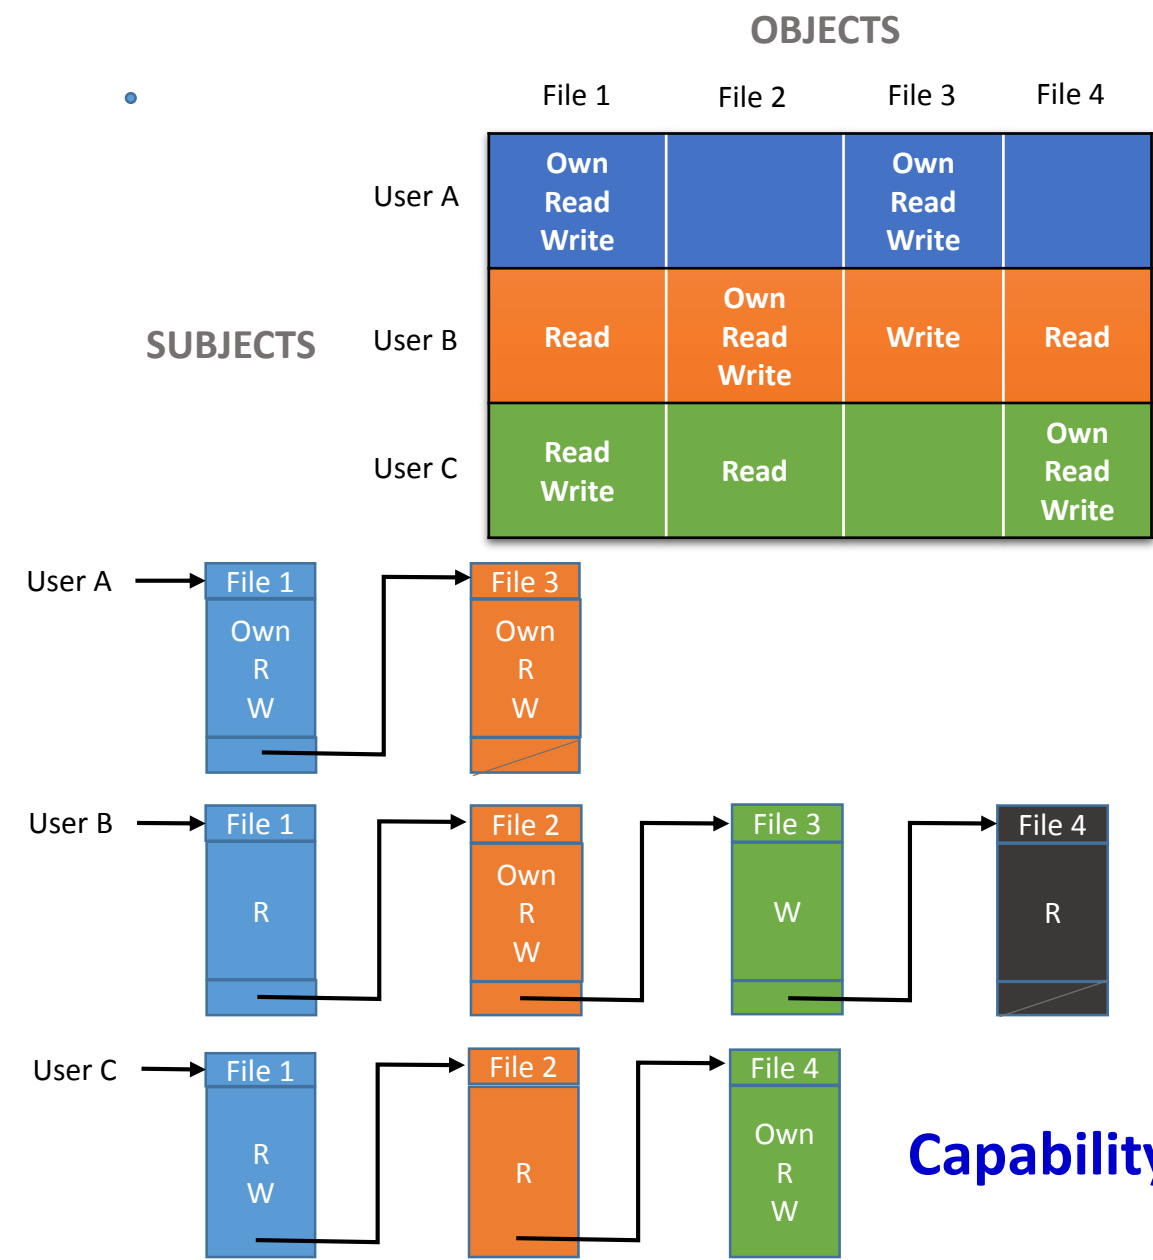 OBJECTS
File 1 File 2 File 3 File 4
User A
Own
Read
Write
Own
Read
Write
SUBJECTS
User B
Read
Own
Read
Write
Write
Read
User C
Read
Write
Read
Own
Read
Write
User A
File 1
Own
R
W
File 3
Own
R
W
User B
File 1
R
File 2
Own
R
W
File 3
W
File 4
R
User C
File 1
R
W
File 2
R
File 4
Own
R
W
Capability